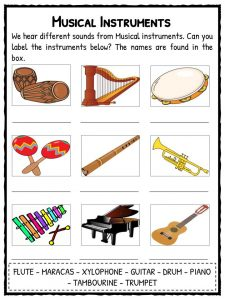 MUSICAL INSTRUMENTS
We hear different sounds from Musical instruments. Can you
label the instruments below? The names are found in the
box.
FLUTE - MARACAS - XYLOPHONE - GUITAR - DRUM - PIANO
- TAMBOURINE - TRUMPET